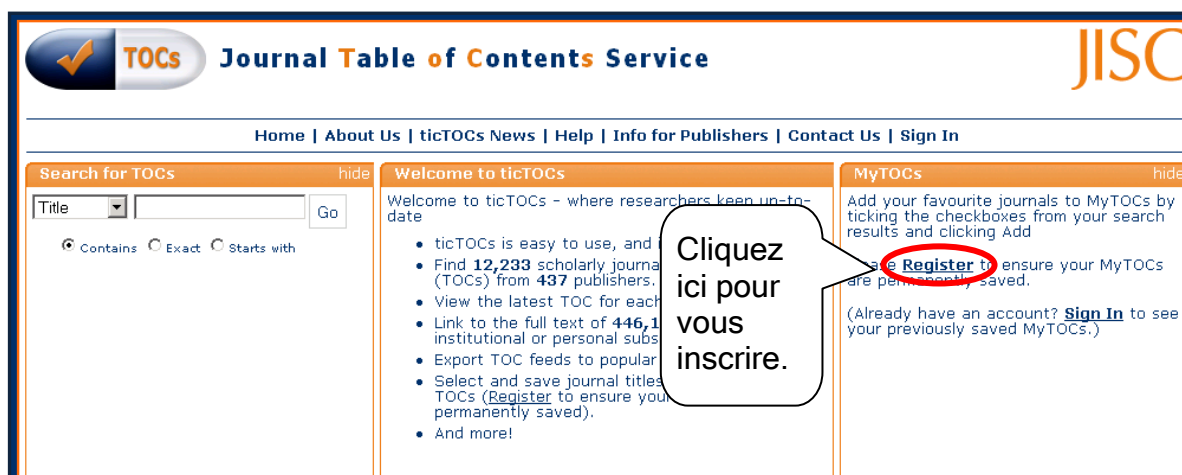 TOCs Journal Table of Contents Service JISC
Home | About Us | ticTOCs News | Help | Info for Publishers | Contact Us | Sign In
Search for TOCs hide
Title Go
Contains Exact Starts with
Welcome to ticTOCs
Welcome to ticTOCs - where researchers keep up-to-
date
ticTOCs is easy to use, and
Find 12,233 scholarly
(TOCs) from 437 publishers.
View the latest TOC for each
Link to the full text of
institutional or personal
Export TOC feeds to popular
Select and save journal titles
TOCs (Register to ensure
permanently saved).
And more!
Cliquez
ici pour
vous
inscrire.
MyTOCs hide
Add your favourite journals to MyTOCs by
ticking the checkboxes from your search
results and clicking Add
Register to ensure your MyTOCs
are permanently saved.
(Already have an account? Sign In to see
your previously saved MyTOCs.)